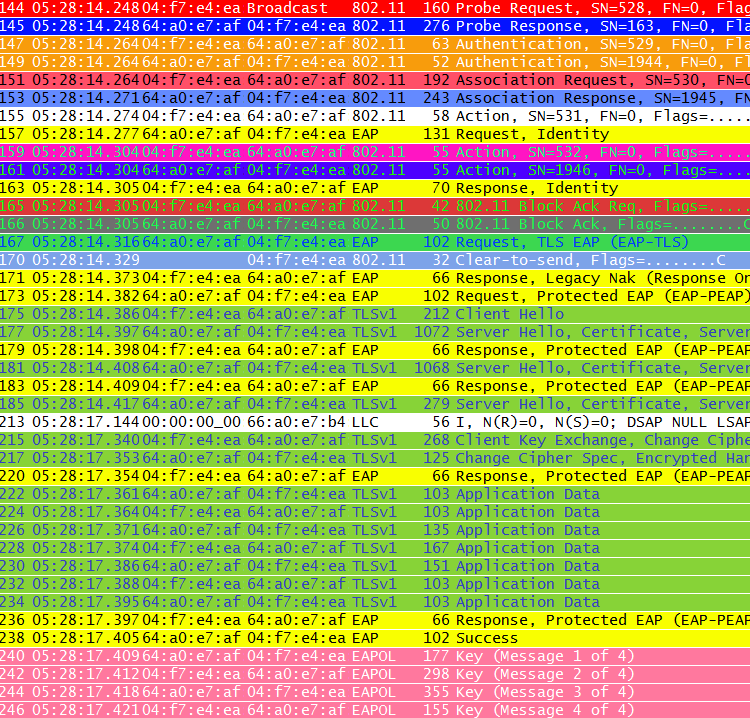 144 05:28:14.248 04:f7:e4:ea Broadcast 802.11 160 Probe Request, SN=528, FN=0, Flag
145 05:28:14.248 64:a0:e7:af 04:f7:e4:ea 802.11 276 Probe Response, SN=163, FN=0, Fla
147 05:28:14.264 04:f7:e4:ea 64:a0:e7:af 802.11 63 Authentication, SN=529, FN=0, Fla
149 05:28:14.264 64:a0:e7:af 04:f7:e4:ea 802.11 52 Authentication, SN=1944, FN=0, Fl
151 05:28:14.264 04:f7:e4:ea 64:a0:e7:af 802.11 192 Association Request, SN=530, FN=0
153 05:28:14.271 64:a0:e7:af 04:f7:e4:ea 802.11 243 Association Response, SN=1945, FN
155 05:28:14.274 04:f7:e4:ea 64:a0:e7:af 802.11 58 Action, SN=531, FN=0, Flags=.....
157 05:28:14.277 64:a0:e7:af 04:f7:e4:ea EAP 131 Request, Identity
159 05:28:14.304 04:f7:e4:ea 64:a0:e7:af 802.11 55 Action, SN=532, FN=0, Flags=.....
161 05:28:14.304 64:a0:e7:af 04:f7:e4:ea 802.11 55 Action, SN=1946, FN=0, Flags=....
163 05:28:14.305 04:f7:e4:ea 64:a0:e7:af EAP 70 Response, Identity
165 05:28:14.305 04:f7:e4:ea 64:a0:e7:af 802.11 42 802.11 Block Ack Req, Flags=.....
166 05:28:14.305 64:a0:e7:af 04:f7:e4:ea 802.11 50 802.11 Block Ack, Flags=........C
167 05:28:14.316 64:a0:e7:af 04:f7:e4:ea EAP 102 Request, TLS EAP (EAP-TLS)
170 05:28:14.329 04:f7:e4:ea 802.11 32 Clear-to-send, Flags=........C
171 05:28:14.373 04:f7:e4:ea 64:a0:e7:af EAP 66 Response, Legacy Nak (Response On
173 05:28:14.382 64:a0:e7:af 04:f7:e4:ea EAP 102 Request, Protected EAP (EAP-PEAP)
175 05:28:14.386 04:f7:e4:ea 64:a0:e7:af TLSv1 212 Client Hello
177 05:28:14.397 64:a0:e7:af 04:f7:e4:ea TLSv1 1072 Server Hello, Certificate, Server
179 05:28:14.398 04:f7:e4:ea 64:a0:e7:af EAP 66 Response, Protected EAP (EAP-PEAP
181 05:28:14.408 64:a0:e7:af 04:f7:e4:ea TLSv1 1068 Server Hello, Certificate, Server
183 05:28:14.409 04:f7:e4:ea 64:a0:e7:af EAP 66 Response, Protected EAP (EAP-PEAP
185 05:28:14.417 64:a0:e7:af 04:f7:e4:ea TLSv1 279 Server Hello, Certificate, Server
213 05:28:17.144 00:00:00_00 66:a0:e7:b4 LLC 56 I, N(R)=0, N(S)=0; DSAP NULL LSAP
215 05:28:17.340 04:f7:e4:ea 64:a0:e7:af TLSv1 268 Client Key Exchange, Change Ciphe
217 05:28:17.353 64:a0:e7:af 04:f7:e4:ea TLSv1 125 Change Cipher Spec, Encrypted Han
220 05:28:17.354 04:f7:e4:ea 64:a0:e7:af EAP 66 Response, Protected EAP (EAP-PEAP
222 05:28:17.361 64:a0:e7:af 04:f7:e4:ea TLSv1 103 Application Data
224 05:28:17.364 04:f7:e4:ea 64:a0:e7:af TLSv1 103 Application Data
226 05:28:17.371 64:a0:e7:af 04:f7:e4:ea TLSv1 135 Application Data
228 05:28:17.374 04:f7:e4:ea 64:a0:e7:af TLSv1 167 Application Data
230 05:28:17.386 64:a0:e7:af 04:f7:e4:ea TLSv1 151 Application Data
232 05:28:17.388 04:f7:e4:ea 64:a0:e7:af TLSv1 103 Application Data
234 05:28:17.395 64:a0:e7:af 04:f7:e4:ea TLSv1 103 Application Data
236 05:28:17.397 04:f7:e4:ea 64:a0:e7:af EAP 66 Response, Protected EAP (EAP-PEAP
238 05:28:17.405 64:a0:e7:af 04:f7:e4:ea EAP 102 Success
240 05:28:17.409 64:a0:e7:af 04:f7:e4:ea EAPOL 177 Key (Message 1 of 4)
242 05:28:17.412 04:f7:e4:ea 64:a0:e7:af EAPOL 298 Key (Message 2 of 4)
244 05:28:17.418 64:a0:e7:af 04:f7:e4:ea EAPOL 355 Key (Message 3 of 4)
246 05:28:17.421 04:f7:e4:ea 64:a0:e7:af EAPOL 155 Key (Message 4 of 4)